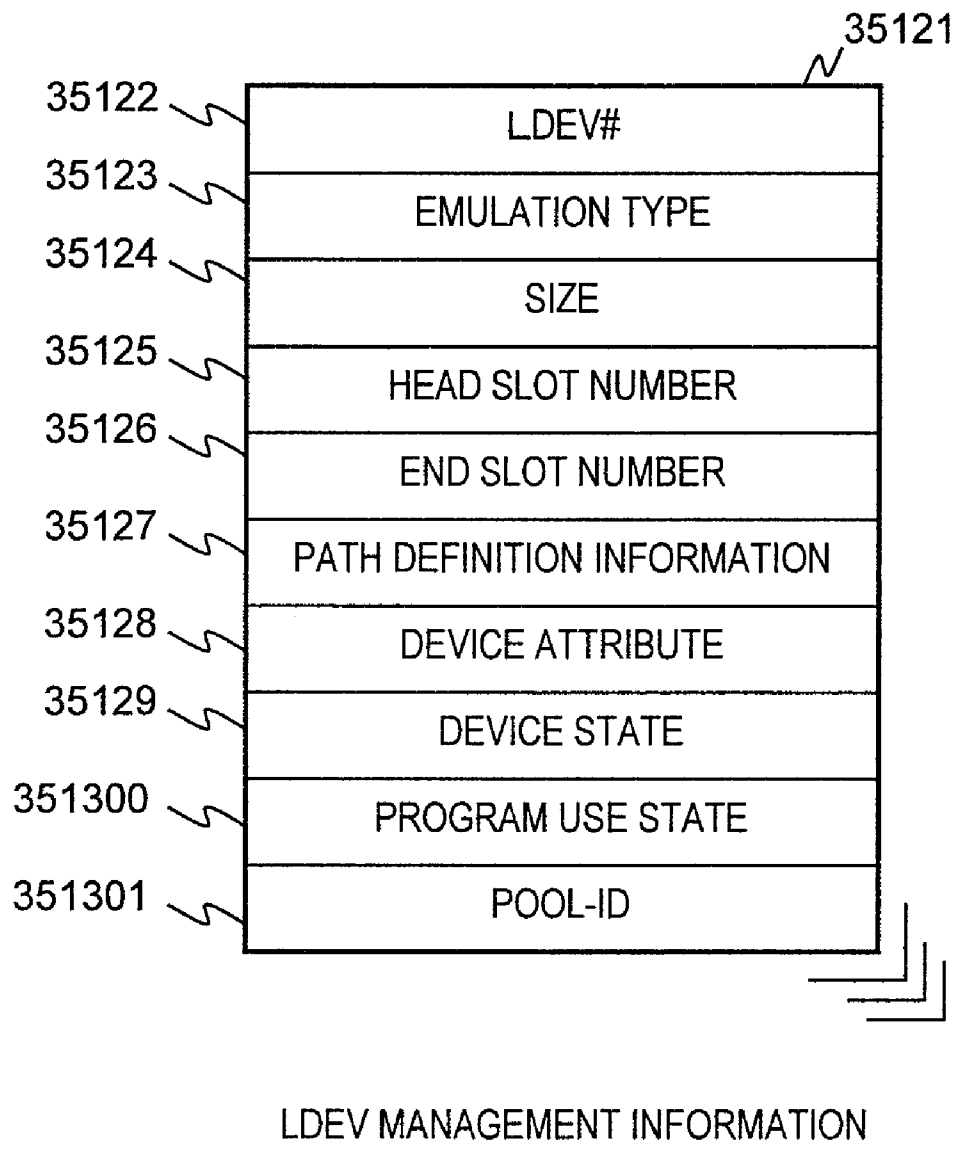 35121
35122
LDEV#
35123
EMULATION TYPE
35124
SIZE
35125
HEAD SLOT NUMBER
35126
END SLOT NUMBER
35127
PATH DEFINITION INFORMATION
35128
DEVICE ATTRIBUTE
35129
DEVICE STATE
351300
PROGRAM USE STATE
351301
POOL-ID
LDEV MANAGEMENT INFORMATION